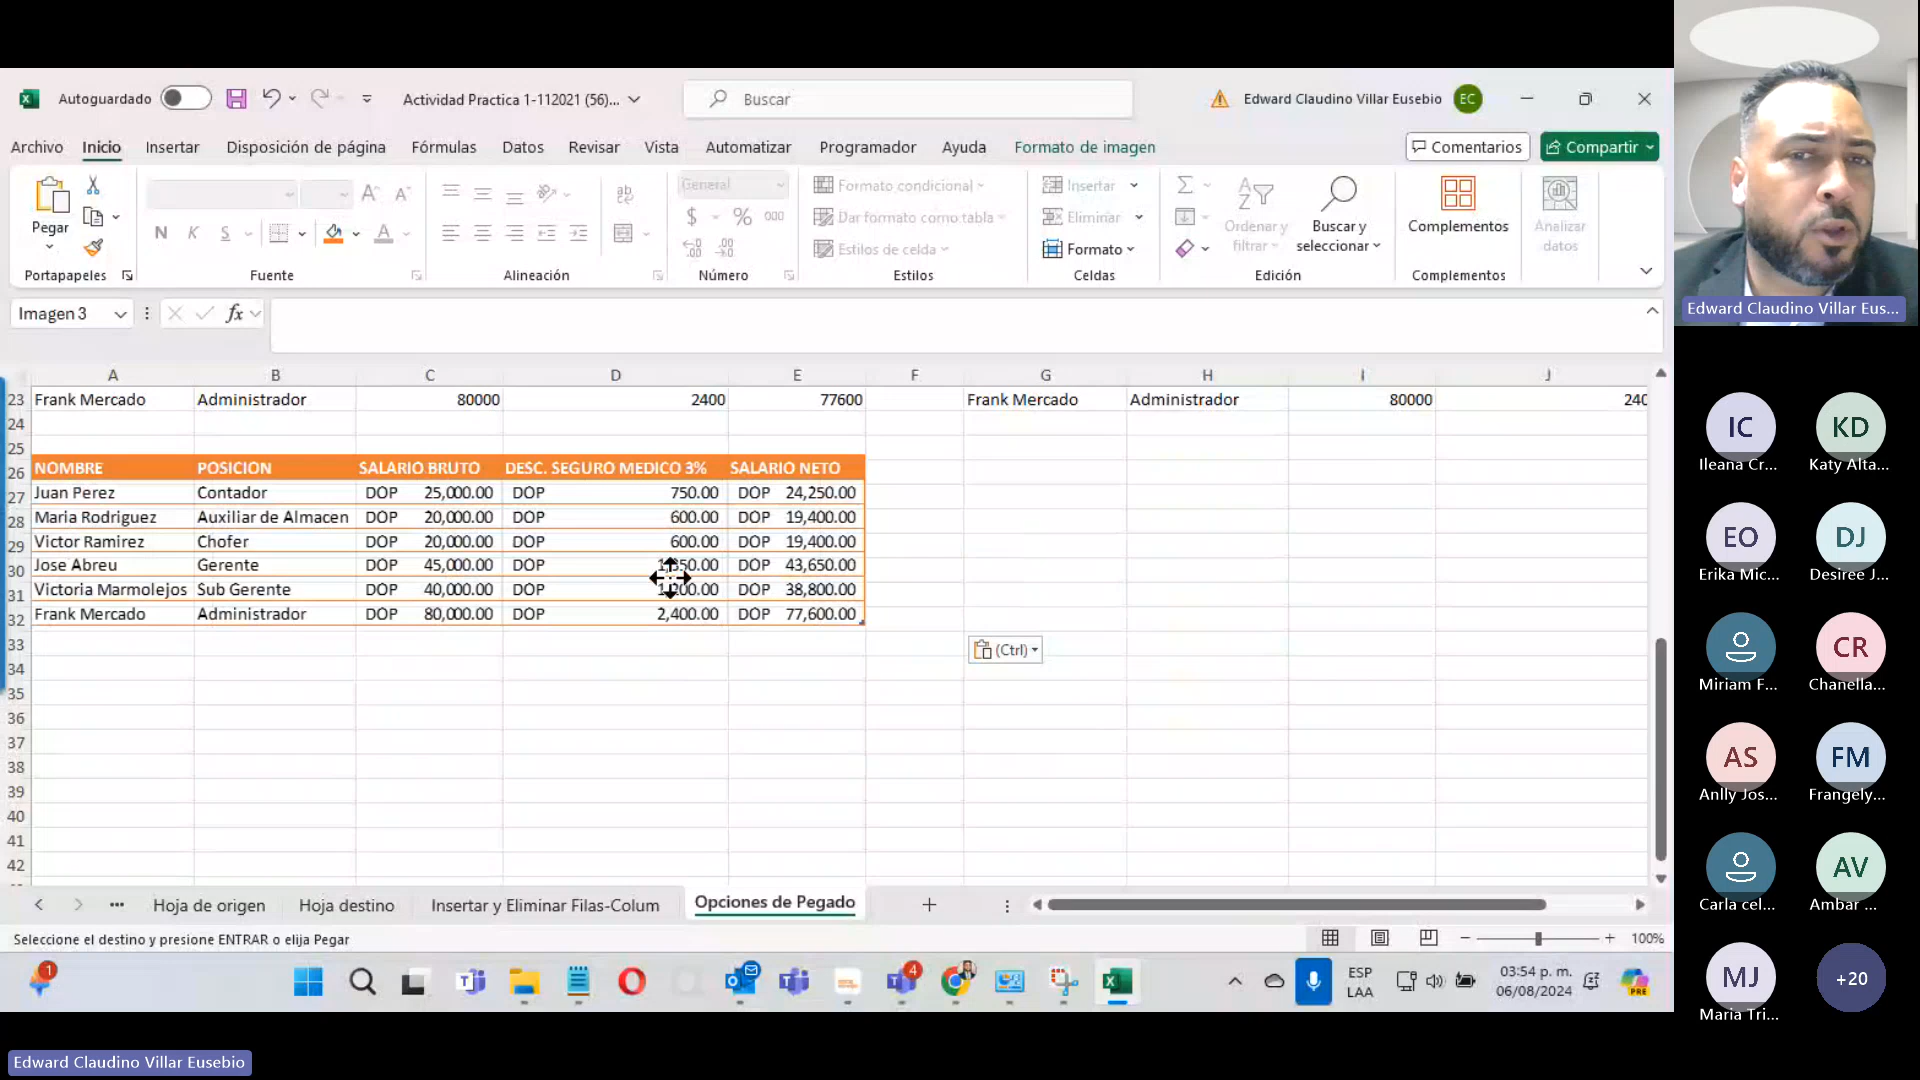 Autoguardado
Actividad Practica 1-112021 (56)...
Buscar
Edward Claudino Villar Eusebio
EC
Archivo Inicio Insertar Disposición de página Fórmulas Datos Revisar Vista Automatizar Programador Ayuda Formato de imagen
Comentarios
Compartir
Pegar
Portapapeles
N K S
Fuente
Alineación
General
$ % 000
Número
Formato condicional
Dar formato como tabla
Estilos de celda
Estilos
Insertar
Eliminar
Formato
Celdas
Ordenar y filtrar
Buscar y seleccionar
Edición
Complementos
Complementos
Analizar datos
Imagen 3
fx
A B C D E F G H I J
23 Frank Mercado Administrador 80000 2400 77600 Frank Mercado Administrador 80000 240
24
25
26 NOMBRE POSICION SALARIO BRUTO DESC. SEGURO MEDICO 3% SALARIO NETO
27 Juan Perez Contador DOP 25,000.00 DOP 750.00 DOP 24,250.00
28 Maria Rodriguez Auxiliar de Almacen DOP 20,000.00 DOP 600.00 DOP 19,400.00
29 Victor Ramirez Chofer DOP 20,000.00 DOP 600.00 DOP 19,400.00
30 Jose Abreu Gerente DOP 45,000.00 DOP DOP 43,650.00
31 Victoria Marmolejos Sub Gerente DOP 40,000.00 DOP DOP 38,800.00
32 Frank Mercado Administrador DOP 80,000.00 DOP 2,400.00 DOP 77,600.00
33
(Ctrl)
34
35
36
37
38
39
40
41
42
Hoja de origen Hoja destino Insertar y Eliminar Filas-Colum Opciones de Pegado
Seleccione el destino y presione ENTRAR o elija Pegar
100%
1
4
ESP
LAA
03:54 p. m.
06/08/2024
PRE
Edward Claudino Villar Eusebio
Edward Claudino Villar Eus...
IC KD
Ileana Cr... Katy Alta...
EO DJ
Erika Mic... Desiree J...
CR
Miriam F... Chanella...
AS FM
Anlly Jos... Frangely...
AV
Carla cel... Ambar ...
MJ +20
Maria Tri...